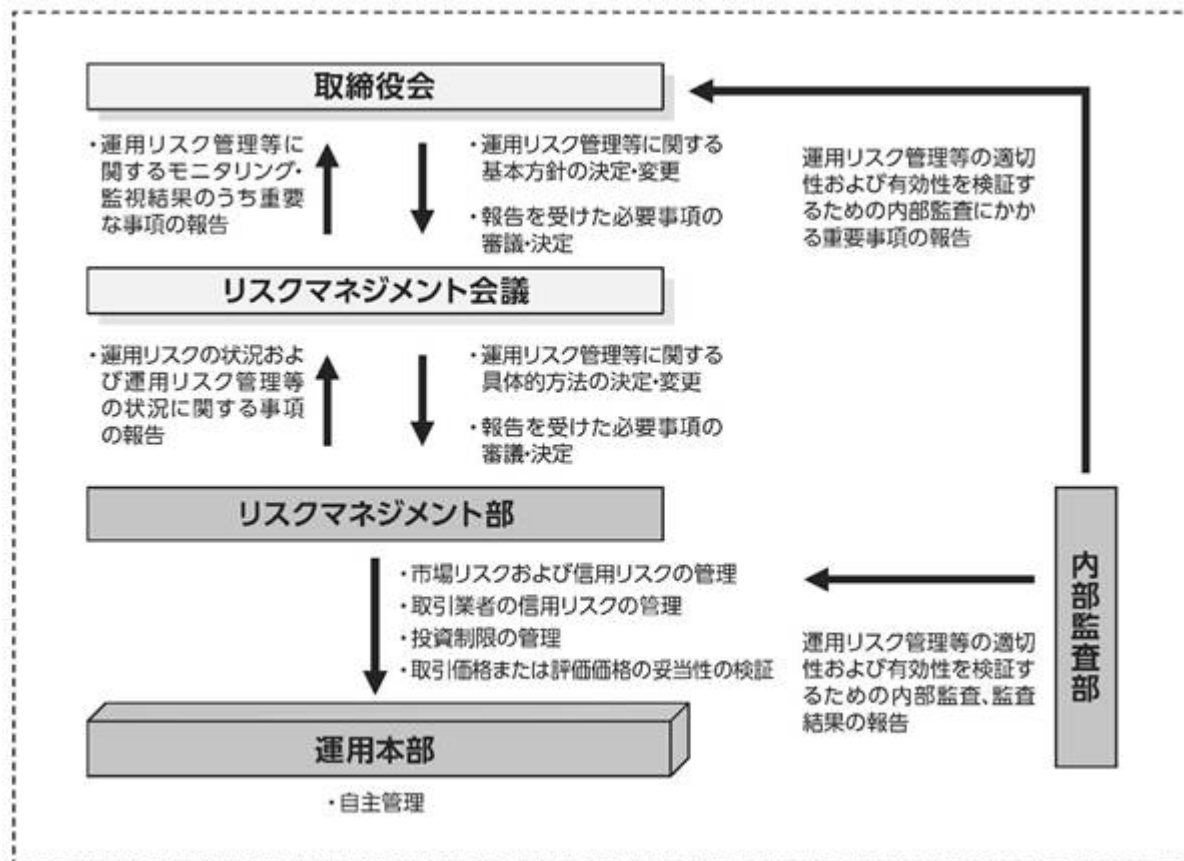 取締役会
・運用リスク管理等に
関するモニタリング・
監視結果のうち重要
な事項の報告
・運用リスク管理等に関する
基本方針の決定・変更
・報告を受けた必要事項の
審議・決定
運用リスク管理等の適切
性および有効性を検証す
るための内部監査にかか
る重要事項の報告
リスクマネジメント会議
・運用リスクの状況およ
び運用リスク管理等
の状況に関する事項
の報告
・運用リスク管理等に関する
具体的方法の決定・変更
・報告を受けた必要事項の
審議・決定
リスクマネジメント部
・市場リスクおよび信用リスクの管理
・取引業者の信用リスクの管理
・投資制限の管理
・取引価格または評価価格の妥当性の検証
内部監査部
運用リスク管理等の適切
性および有効性を検証す
るための内部監査、監査
結果の報告
運用本部
・自主管理